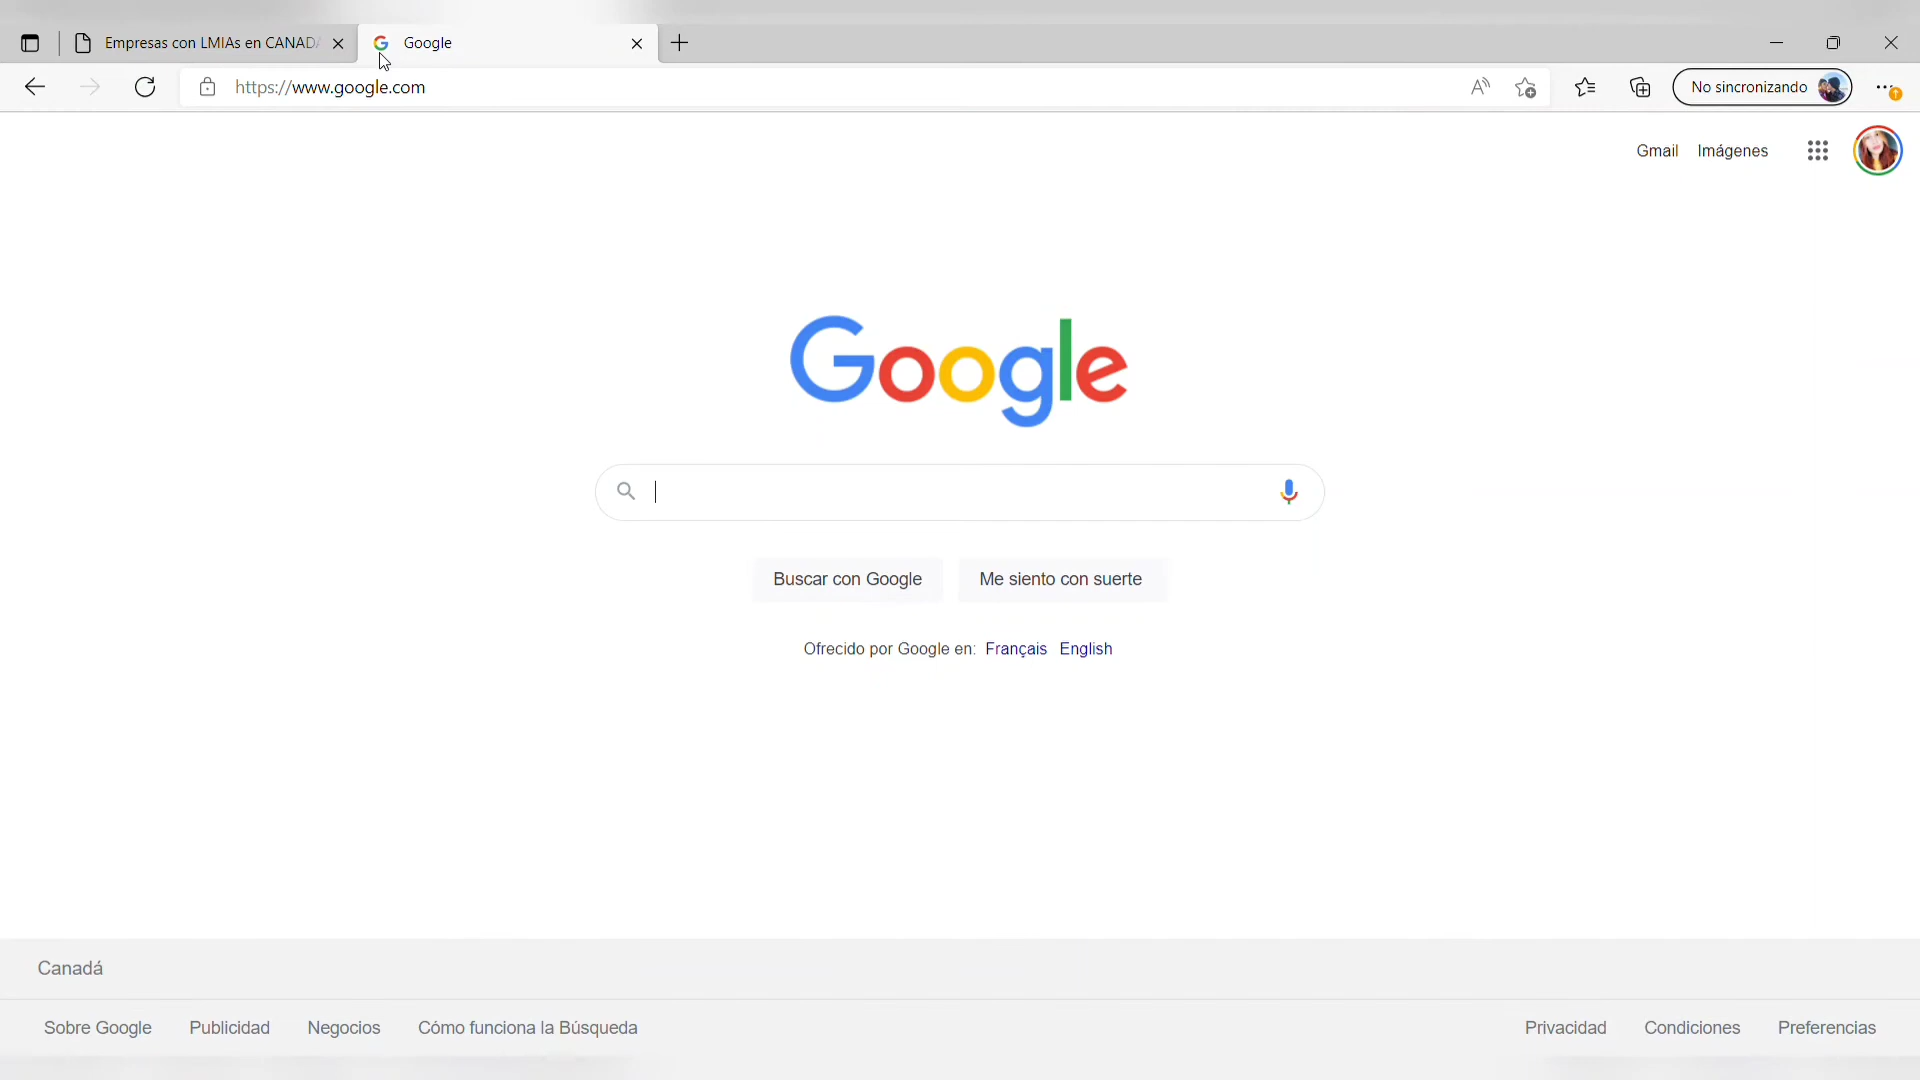 Empresas con LMIAs en CANAD
Google
https://www.google.com
No sincronizando
Gmail
Imágenes
Google
Buscar con Google
Me siento con suerte
Ofrecido por Google en: Français English
Canadá
Sobre Google
Publicidad
Negocios
Cómo funciona la Búsqueda
Privacidad
Condiciones
Preferencias